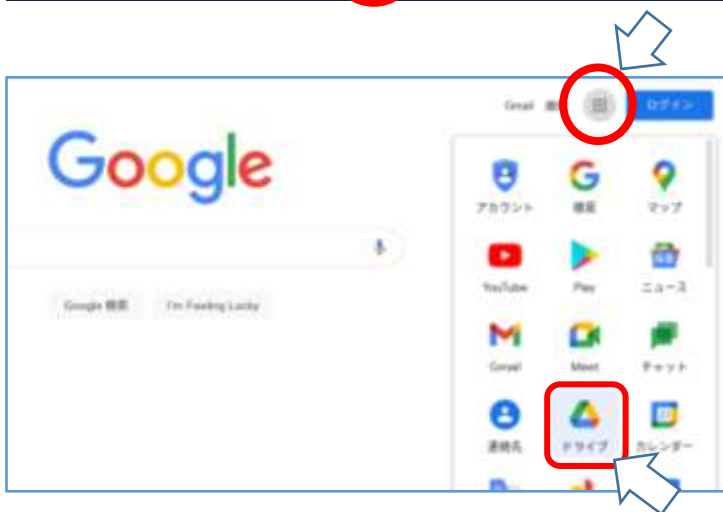 Gmail
ログイン
Google
アカウント
検索
マップ
YouTube
Play
ニュース
Google 検索
I'm Feeling Lucky
Gmail
Meet
チャット
連絡先
ドライブ
カレンダー